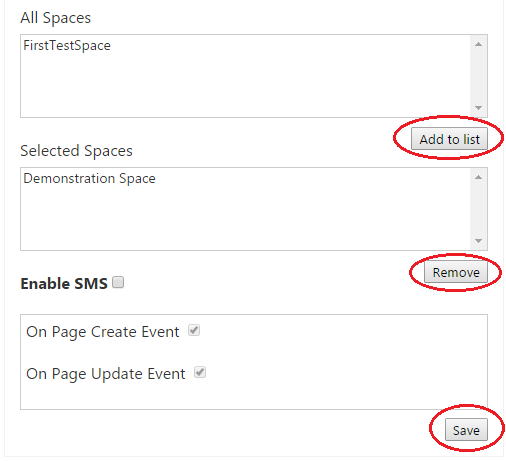 All Spaces
FirstTestSpace
Add to list
Selected Spaces
Demonstration Space
Remove
Enable SMS
On Page Create Event
On Page Update Event
Save